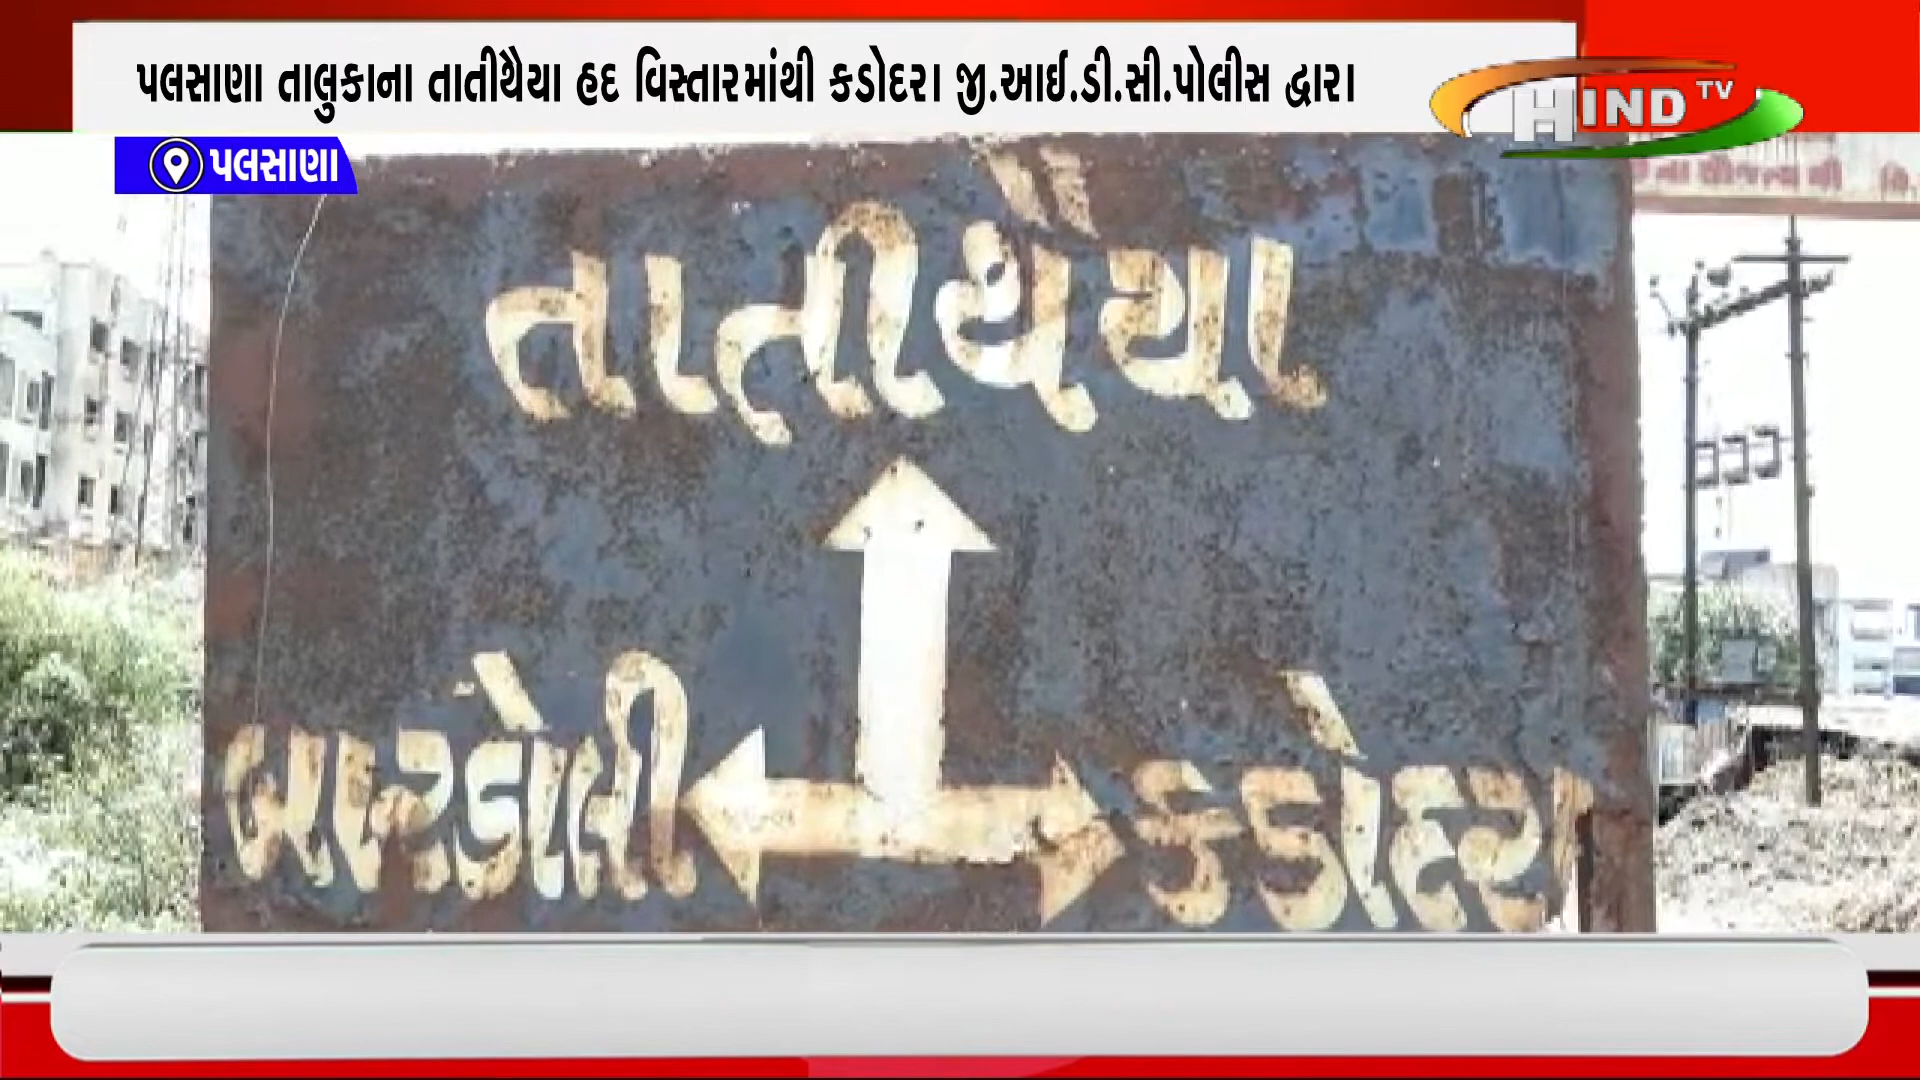 પલસાણા તાલુકાના તાતીથૈયા હદ વિસ્તારમાંથી કડોદરા જી.આઈ.ડી.સી.પોલીસ દ્વારા
HIND TV
પલસાણા
તાતીથૈયા
બારડોલી
કડોદરા